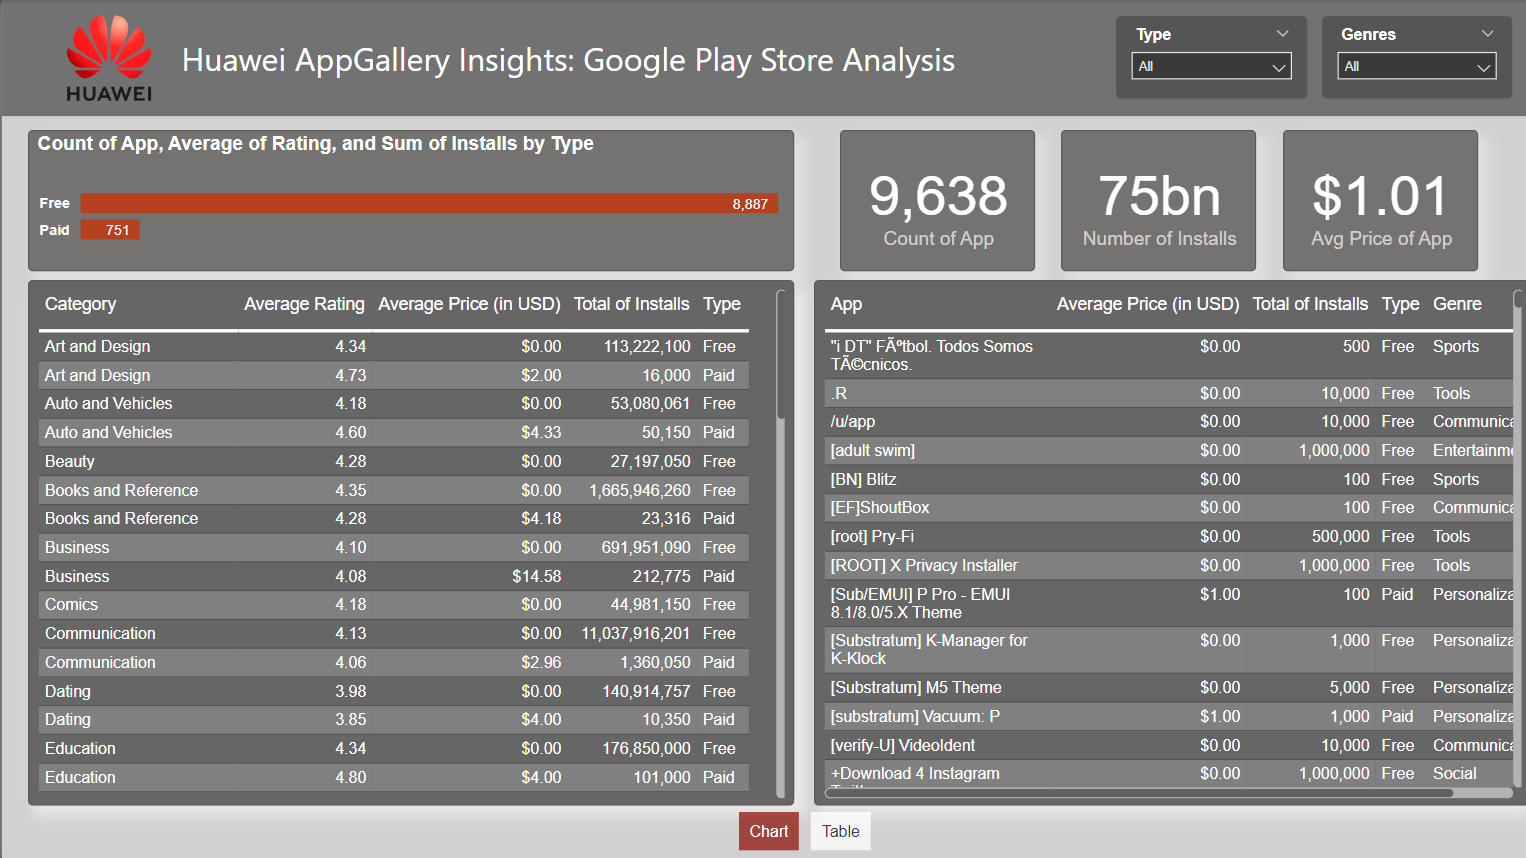 HUAWEI
Huawei AppGallery Insights: Google Play Store Analysis
Type
All
Genres
All
Count of App, Average of Rating, and Sum of Installs by Type
Free 8,887
Paid 751
9,638
Count of App
75bn
Number of Installs
$1.01
Avg Price of App
Category Average Rating Average Price (in USD) Total of Installs Type
Art and Design 4.34 $0.00 113,222,100 Free
Art and Design 4.73 $2.00 16,000 Paid
Auto and Vehicles 4.18 $0.00 53,080,061 Free
Auto and Vehicles 4.60 $4.33 50,150 Paid
Beauty 4.28 $0.00 27,197,050 Free
Books and Reference 4.35 $0.00 1,665,946,260 Free
Books and Reference 4.28 $4.18 23,316 Paid
Business 4.10 $0.00 691,951,090 Free
Business 4.08 $14.58 212,775 Paid
Comics 4.18 $0.00 44,981,150 Free
Communication 4.13 $0.00 11,037,916,201 Free
Communication 4.06 $2.96 1,360,050 Paid
Dating 3.98 $0.00 140,914,757 Free
Dating 3.85 $4.00 10,350 Paid
Education 4.34 $0.00 176,850,000 Free
Education 4.80 $4.00 101,000 Paid
App Average Price (in USD) Total of Installs Type Genre
"i DT" FÃºtbol. Todos Somos $0.00 500 Free Sports
TÃ©cnicos.
.R $0.00 10,000 Free Tools
/u/app $0.00 10,000 Free Communica
[adult swim] $0.00 1,000,000 Free Entertainme
[BN] Blitz $0.00 100 Free Sports
[EF]ShoutBox $0.00 100 Free Communica
[root] Pry-Fi $0.00 500,000 Free Tools
[ROOT] X Privacy Installer $0.00 1,000,000 Free Tools
[Sub/EMUI] P Pro - EMUI $1.00 100 Paid Personaliza
8.1/8.0/5.X Theme
[Substratum] K-Manager for $0.00 1,000 Free Personaliza
K-Klock
[Substratum] M5 Theme $0.00 5,000 Free Personaliza
[substratum] Vacuum: P $1.00 1,000 Paid Personaliza
[verify-U] VideoIdent $0.00 10,000 Free Communica
+Download 4 Instagram $0.00 1,000,000 Free Social
Chart
Table